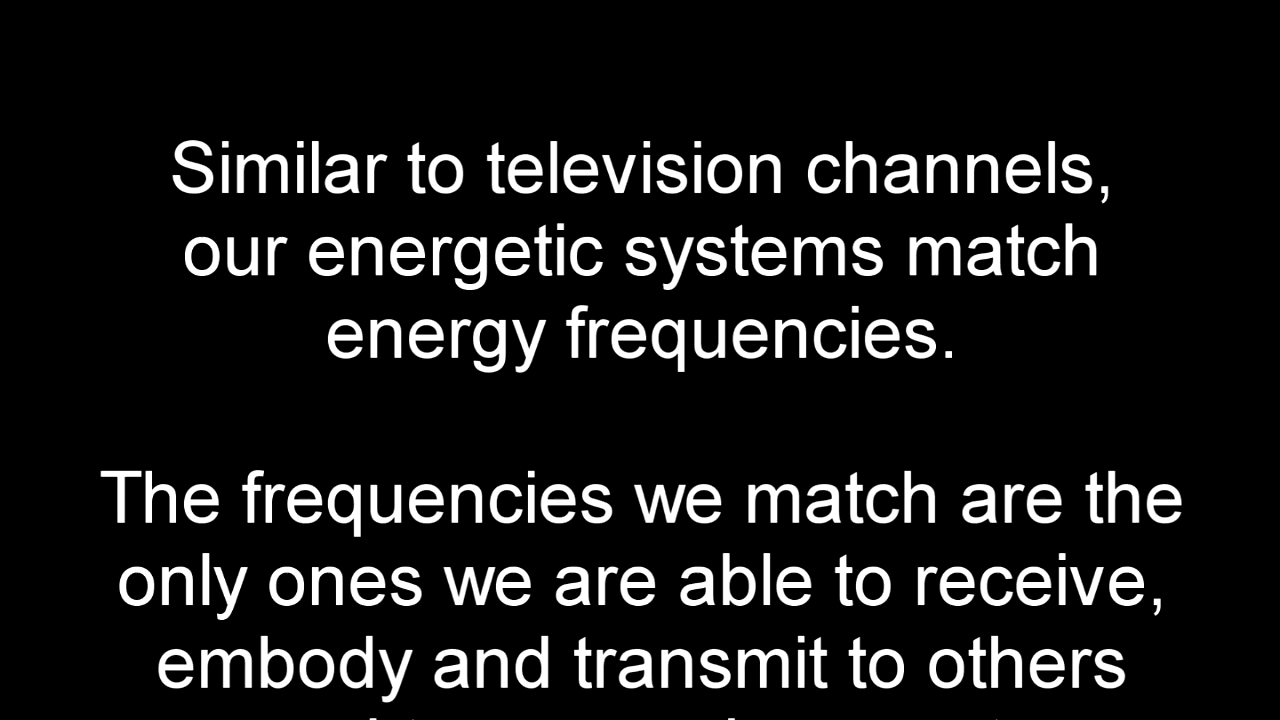 Similar to television channels,
our energetic systems match
energy frequencies.
The frequencies we match are the
only ones we are able to receive,
embody and transmit to others